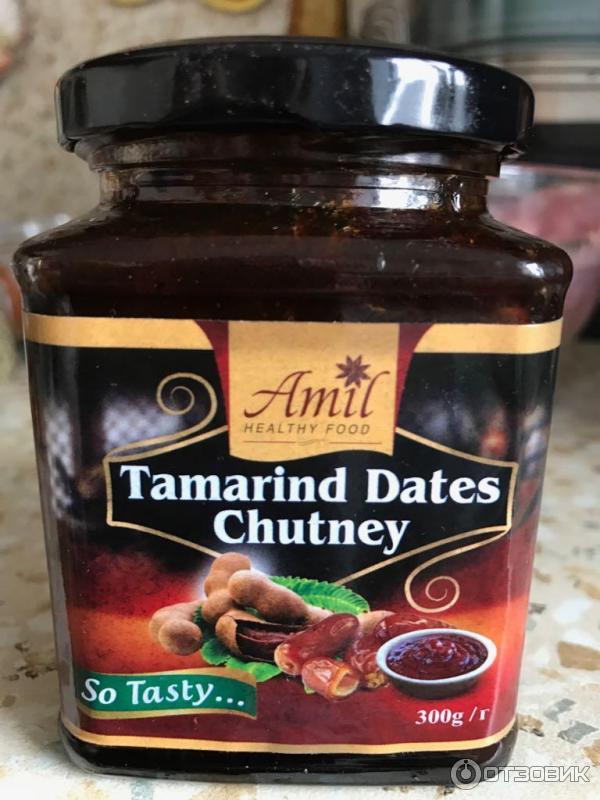 Amil
HEALTHY FOOD
Tamarind Dates
Chutney
So Tasty...
300g /г
ОТЗОВИК